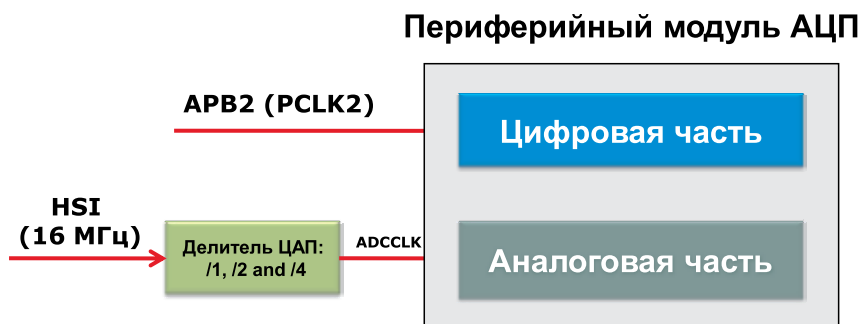 Периферийный модуль АЦП
APB2 (PCLK2)
Цифровая часть
HSI
(16 МГц)
Делитель ЦАП:
/1, /2 and /4
ADCCLK
Аналоговая часть